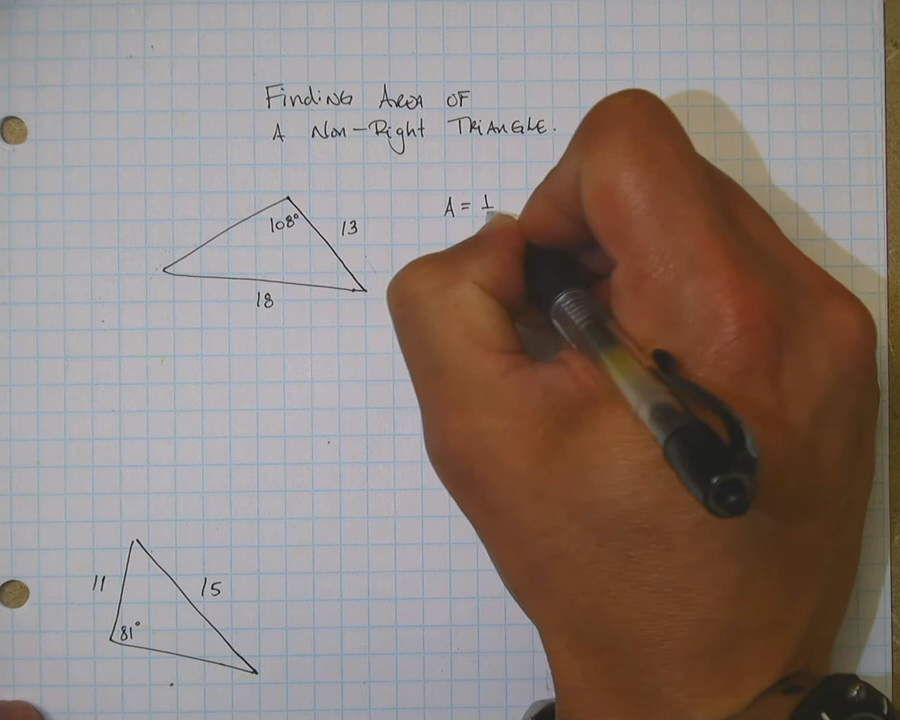 Finding Area of
A Non-Right Triangle.
A = 1
108° 13
18
11 15
81°